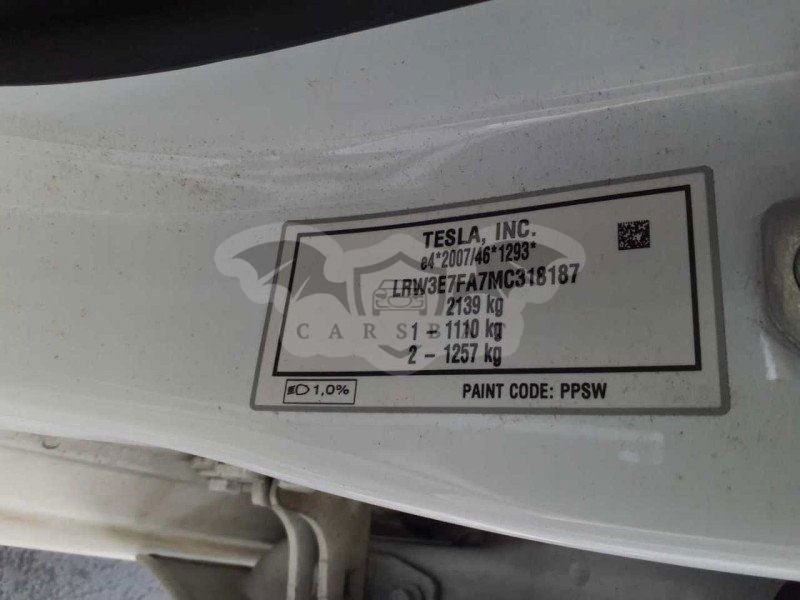 TESLA, INC.
e4*2007/46*1293*
LRW3E7FA7MC318187
2139 kg
1 - 1110 kg
2 - 1257 kg
1,0%
PAINT CODE: PPSW
CARSBAT